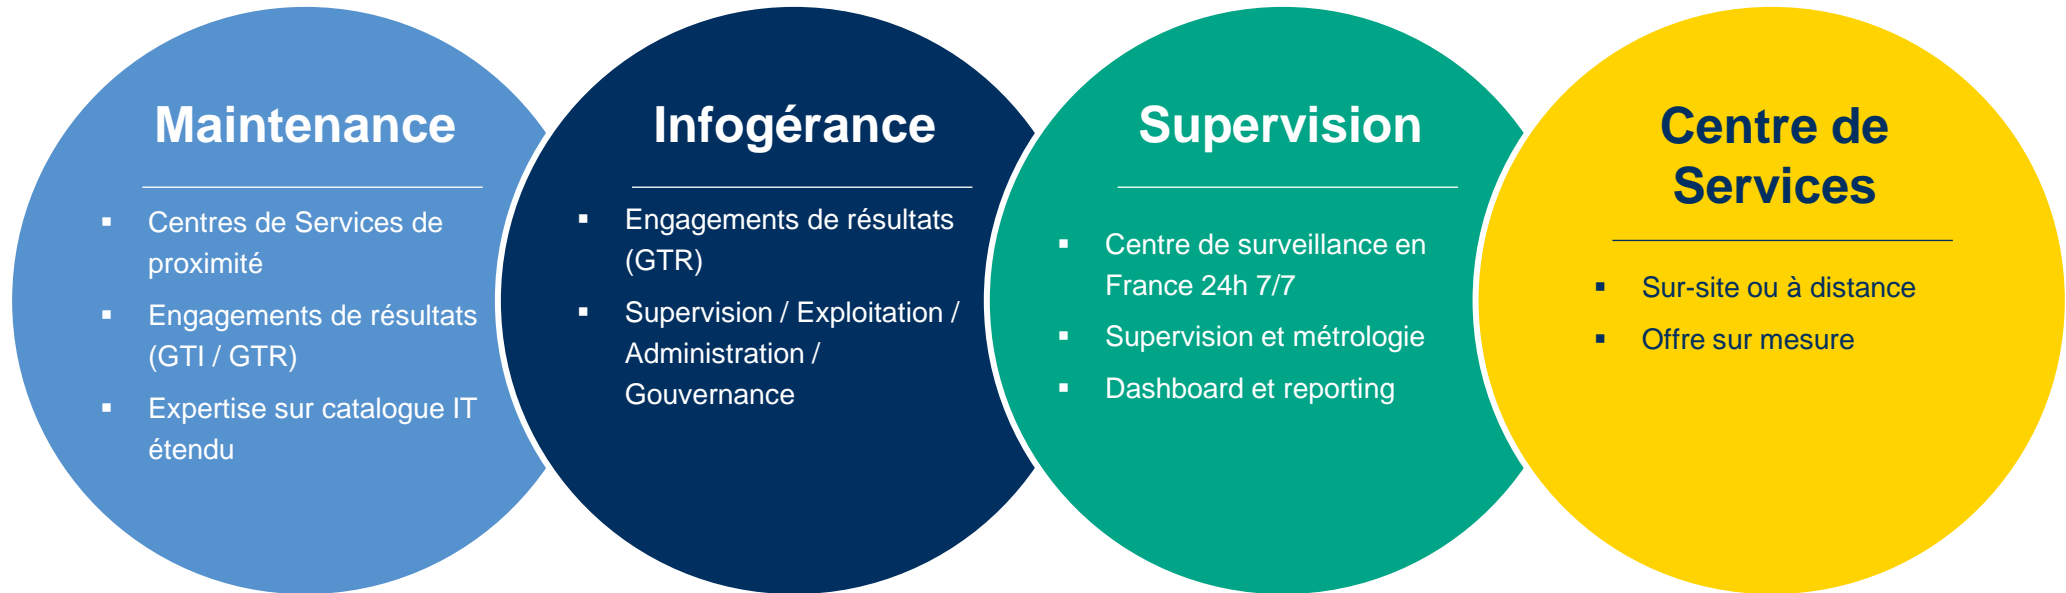 Maintenance
▪ Centres de Services de
proximité
▪ Engagements de résultats
(GTI / GTR)
▪ Expertise sur catalogue IT
étendu
Infogérance
▪ Engagements de résultats
(GTR)
▪ Supervision / Exploitation /
Administration /
Gouvernance
Supervision
▪ Centre de surveillance en
France 24h 7/7
▪ Supervision et métrologie
▪ Dashboard et reporting
Centre de
Services
▪ Sur-site ou à distance
▪ Offre sur mesure